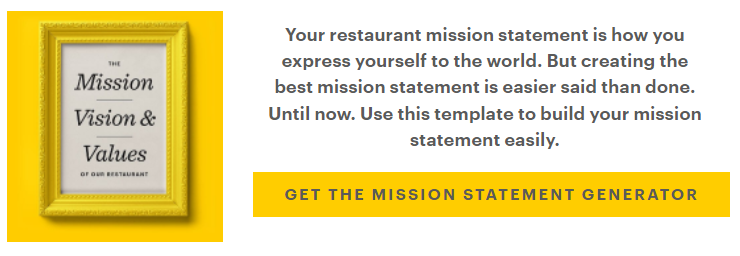 THE
Mission
Vision &
Values
OF OUR RESTAURANT
Your restaurant mission statement is how you
express yourself to the world. But creating the
best mission statement is easier said than done.
Until now. Use this template to build your mission
statement easily.
GET THE MISSION STATEMENT GENERATOR